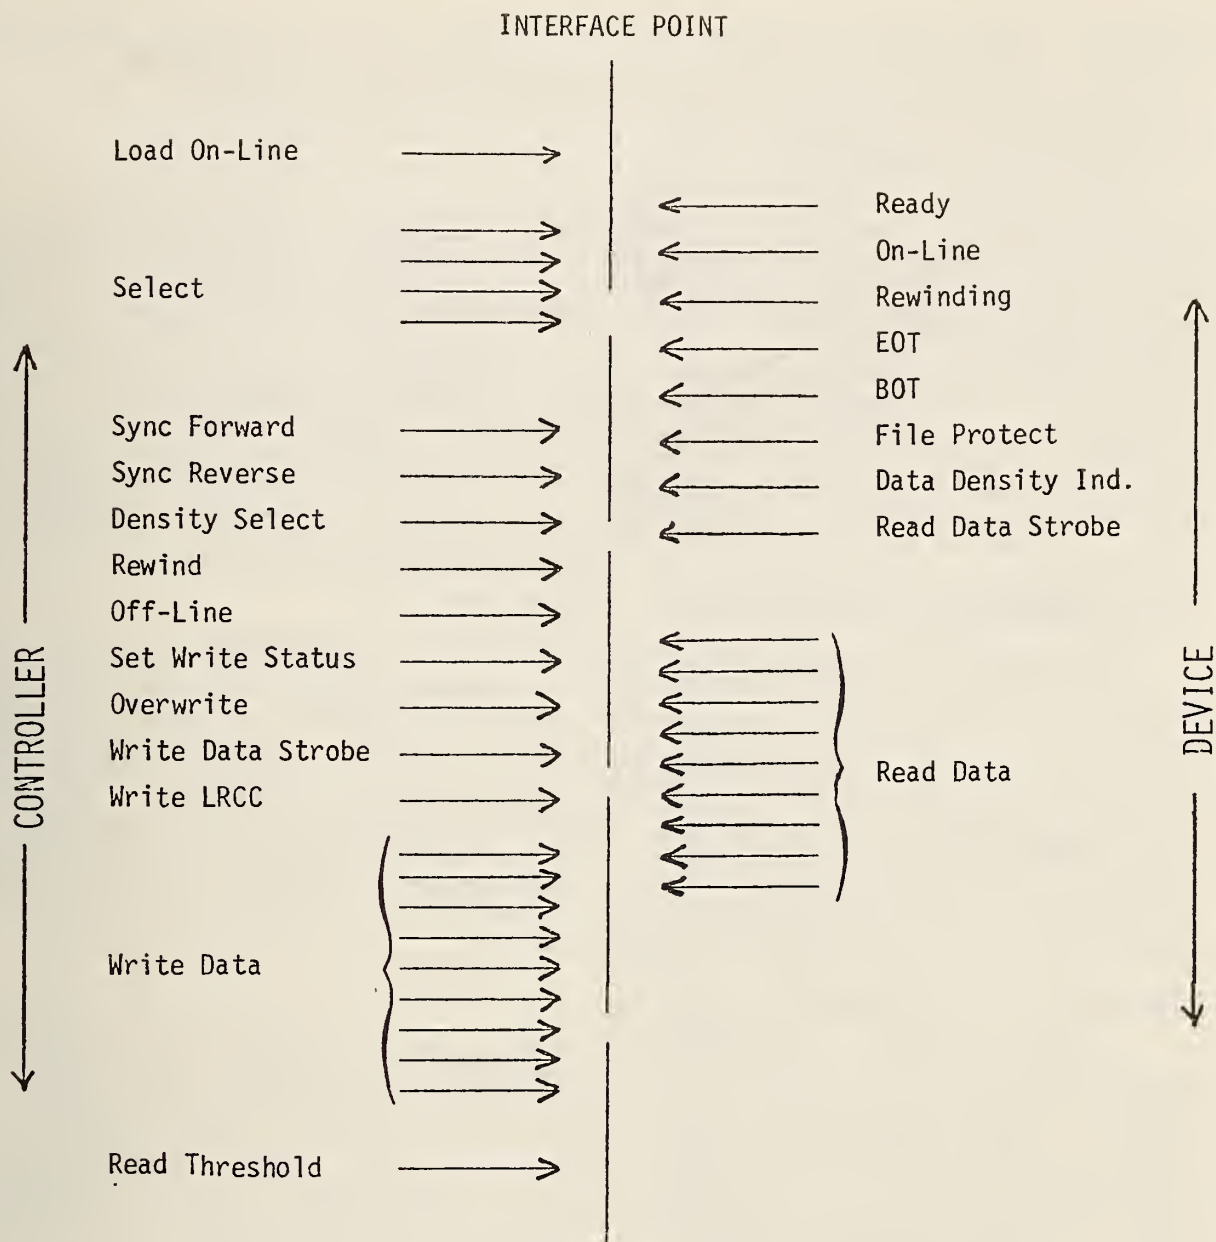 INTERFACE POINT
Load On-Line
Select
Sync Forward
Sync Reverse
Density Select
Rewind
Off-Line
Set Write Status
Overwrite
Write Data Strobe
Write LRCC
Write Data
Read Threshold
CONTROLLER
Ready
On-Line
Rewinding
EOT
BOT
File Protect
Data Density Ind.
Read Data Strobe
Read Data
DEVICE